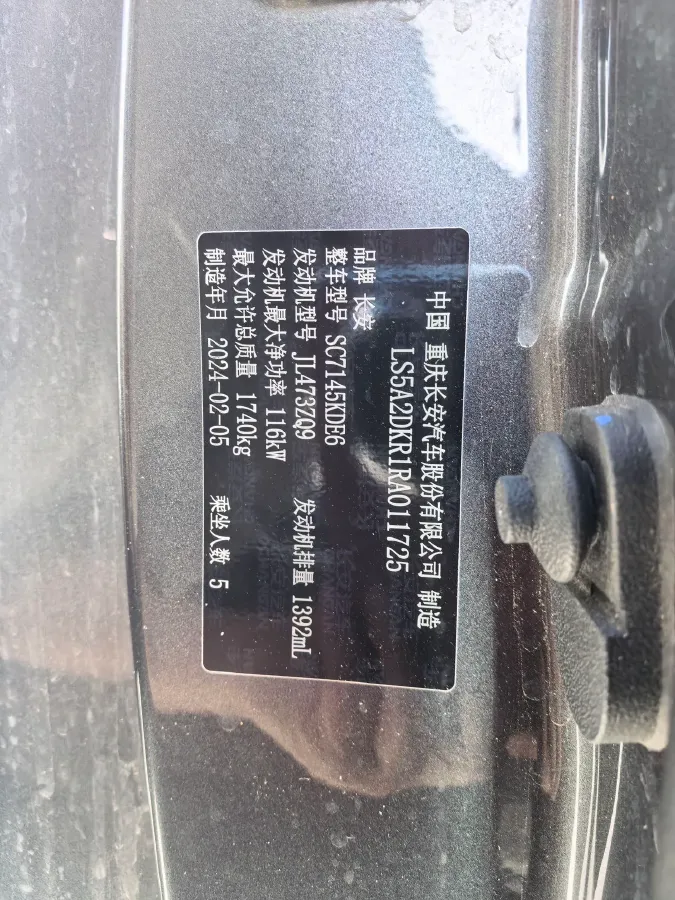 中国 重庆长安汽车股份有限公司 制造
LS5A2DKR1RA011725
品牌 长安
整车型号 SC7145KDE6
发动机型号 JL473ZQ9 发动机排量 1392mL
发动机最大净功率 116kW
最大允许总质量 1740kg
制造年月 2024-02-05 乘坐人数 5